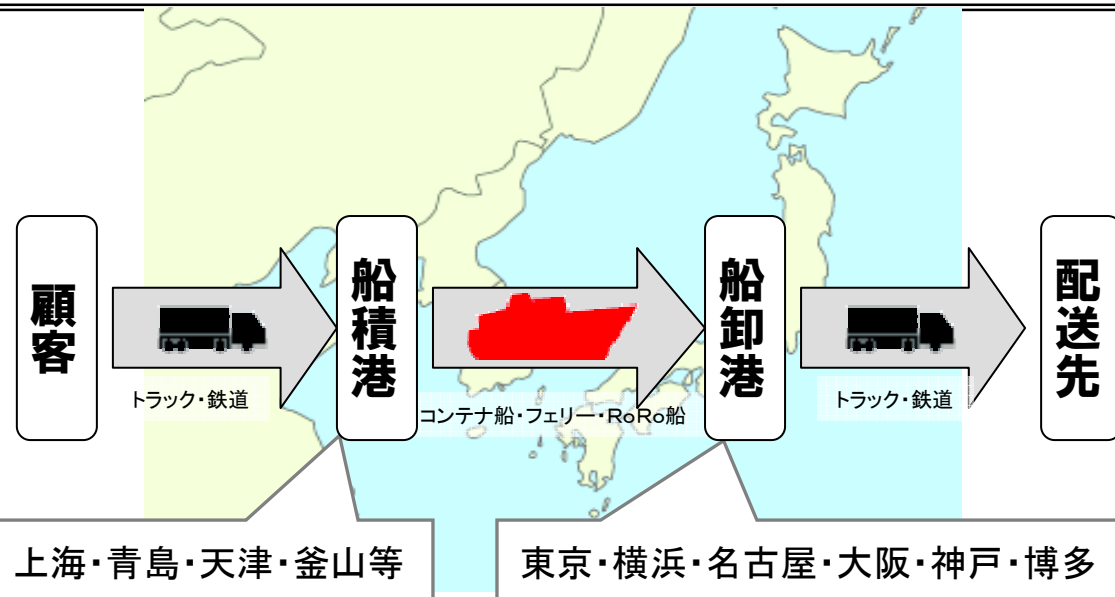 顧客
トラック・鉄道
船積港
コンテナ船・フェリー・RoRo船
船卸港
トラック・鉄道
配送先
上海・青島・天津・釜山等
東京・横浜・名古屋・大阪・神戸・博多